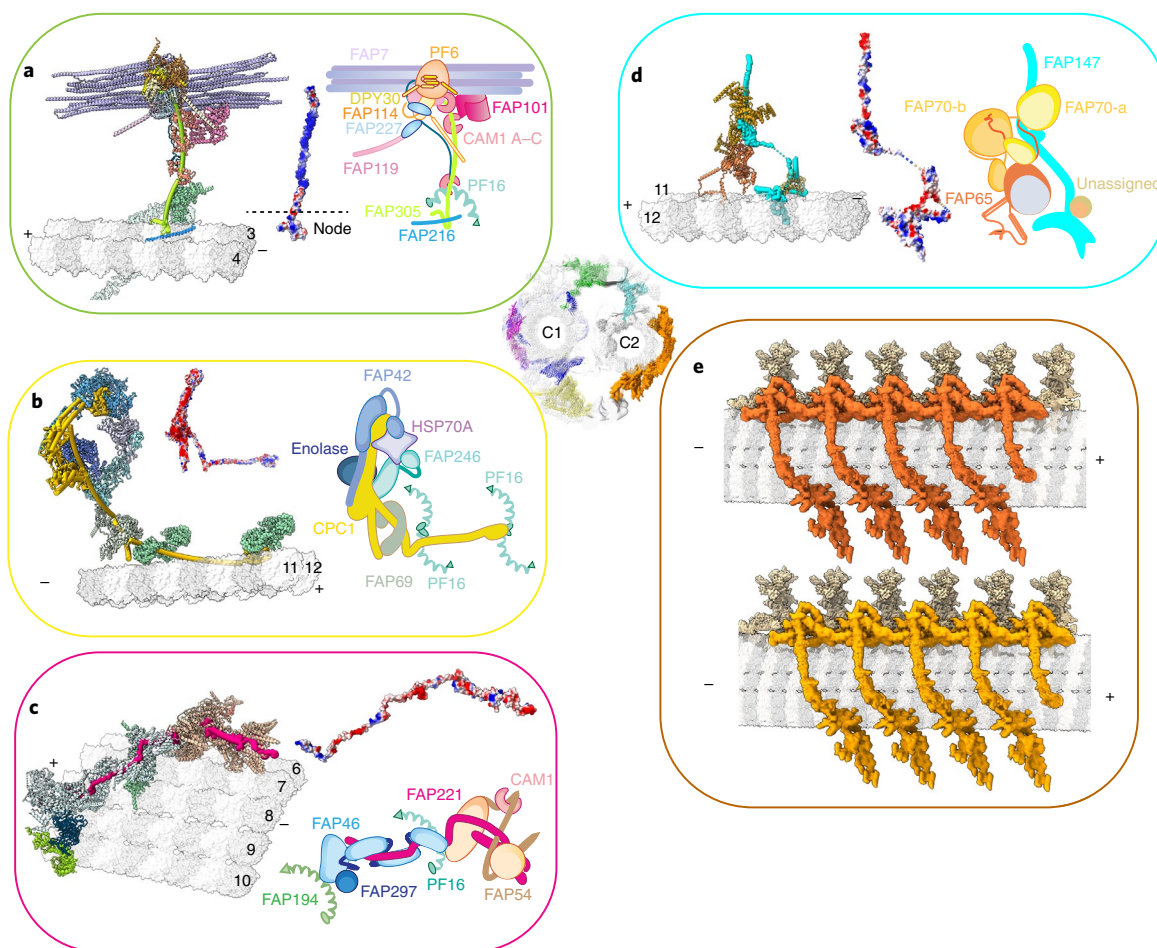 a
FAP7
PF6
DPY30
FAP114
FAP227
FAP101
CAM1 A–C
FAP119
PF16
FAP305
FAP216
Node
+
3
4
–
d
FAP147
FAP70-b
FAP70-a
FAP65
Unassigned
11
+
12
–
C1
C2
b
FAP42
HSP70A
Enolase
FAP246
PF16
PF16
CPC1
FAP69
PF16
11 12
–
+
c
+
6
7
8
–
9
10
CAM1
FAP221
FAP46
PF16
FAP297
FAP194
FAP54
e
–
+
–
+